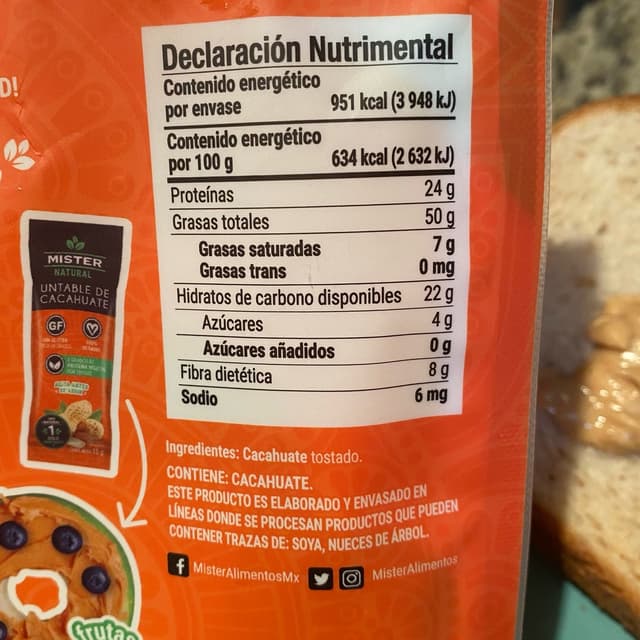 D!
Declaración Nutrimental
Contenido energético
por envase 951 kcal (3 948 kJ)
Contenido energético
por 100 g 634 kcal (2 632 kJ)
Proteínas 24 g
Grasas totales 50 g
Grasas saturadas 7 g
Grasas trans 0 mg
Hidratos de carbono disponibles 22 g
Azúcares 4 g
Azúcares añadidos 0 g
Fibra dietética 8 g
Sodio 6 mg
MISTER
NATURAL
UNTABLE DE
CACAHUATE
GF
1
Ingredientes: Cacahuate tostado.
CONTIENE: CACAHUATE.
ESTE PRODUCTO ES ELABORADO Y ENVASADO EN
LÍNEAS DONDE SE PROCESAN PRODUCTOS QUE PUEDEN
CONTENER TRAZAS DE: SOYA, NUECES DE ÁRBOL.
MisterAlimentosMx MisterAlimentos
frutas